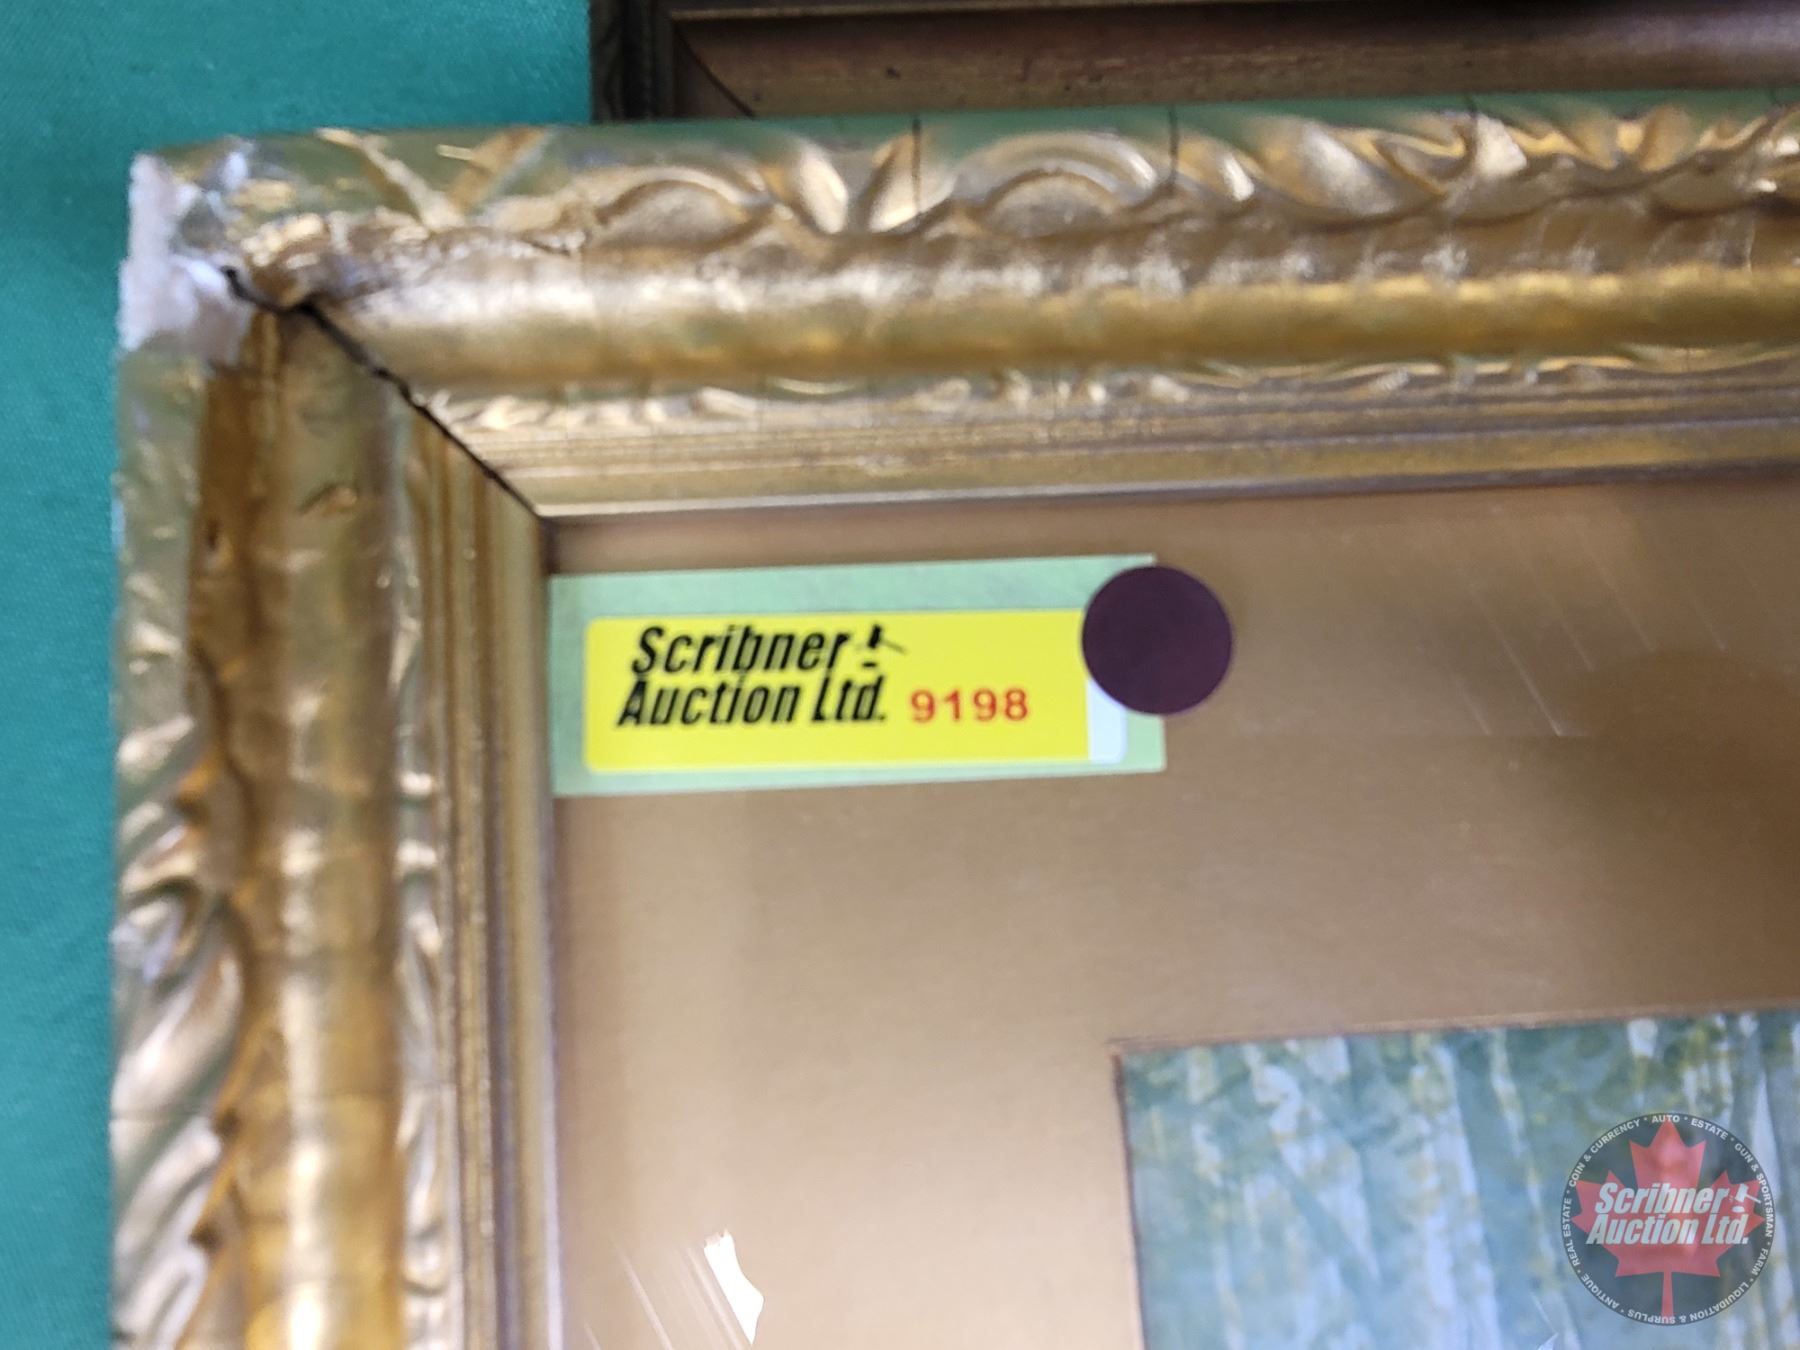 Scribner
Auction Ltd. 9198
COIN & CURRENCY • AUTO • ESTATE • GUN & SPORTSMAN • FARM • LIQUIDATION & SURPLUS • ANTIQUE • REAL ESTATE •
Scribner
Auction Ltd.